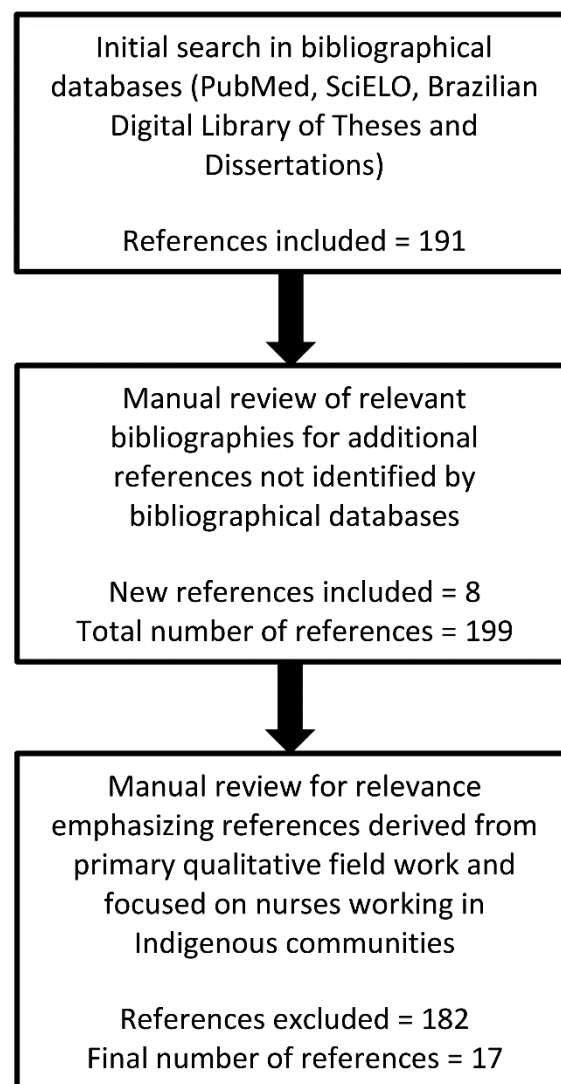 Initial search in bibliographical
databases (PubMed, SciELO, Brazilian
Digital Library of Theses and
Dissertations)
References included = 191
Manual review of relevant
bibliographies for additional
references not identified by
bibliographical databases
New references included = 8
Total number of references = 199
Manual review for relevance
emphasizing references derived from
primary qualitative field work and
focused on nurses working in
Indigenous communities
References excluded = 182
Final number of references = 17